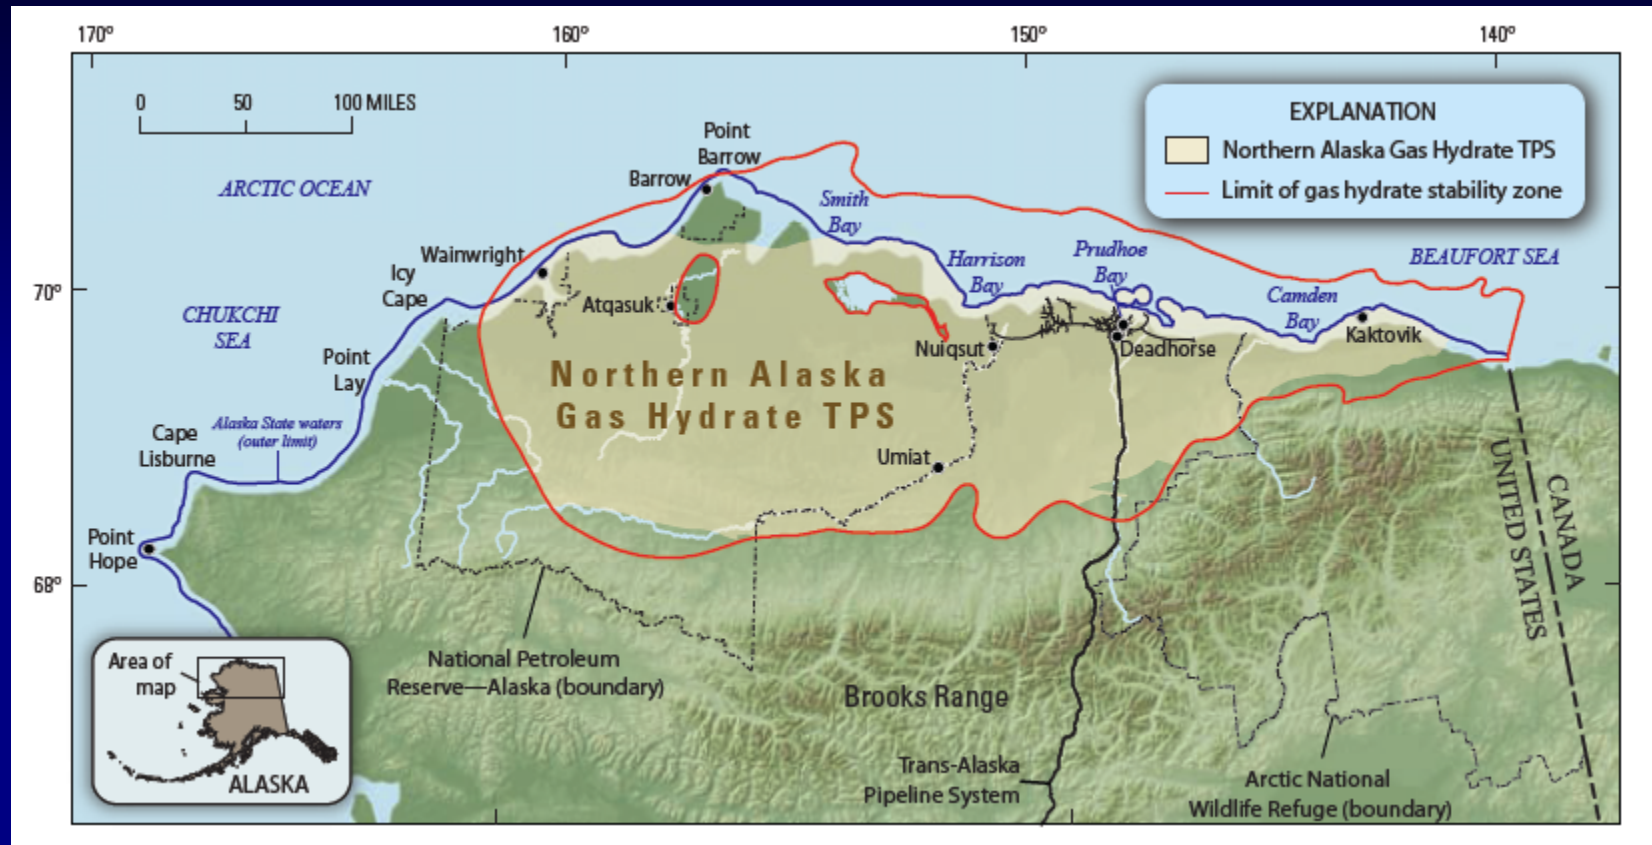 170°
160°
150°
140°
0 50 100 MILES
EXPLANATION
Northern Alaska Gas Hydrate TPS
Limit of gas hydrate stability zone
Point
Barrow
Barrow
ARCTIC OCEAN
Smith
Bay
Wainwright
Harrison
Bay
Prudhoe
Bay
BEAUFORT SEA
Icy
Cape
70°
Atqasuk
Camden
Bay
CHUKCHI
SEA
Kaktovik
Nuiqsut
Deadhorse
Point
Lay
Northern Alaska
Gas Hydrate TPS
Alaska State waters
(outer limit)
Cape
Lisburne
Umiat
UNITED STATES
CANADA
Point
Hope
68°
Area of
map
ALASKA
National Petroleum
Reserve—Alaska (boundary)
Brooks Range
Trans-Alaska
Pipeline System
Arctic National
Wildlife Refuge (boundary)